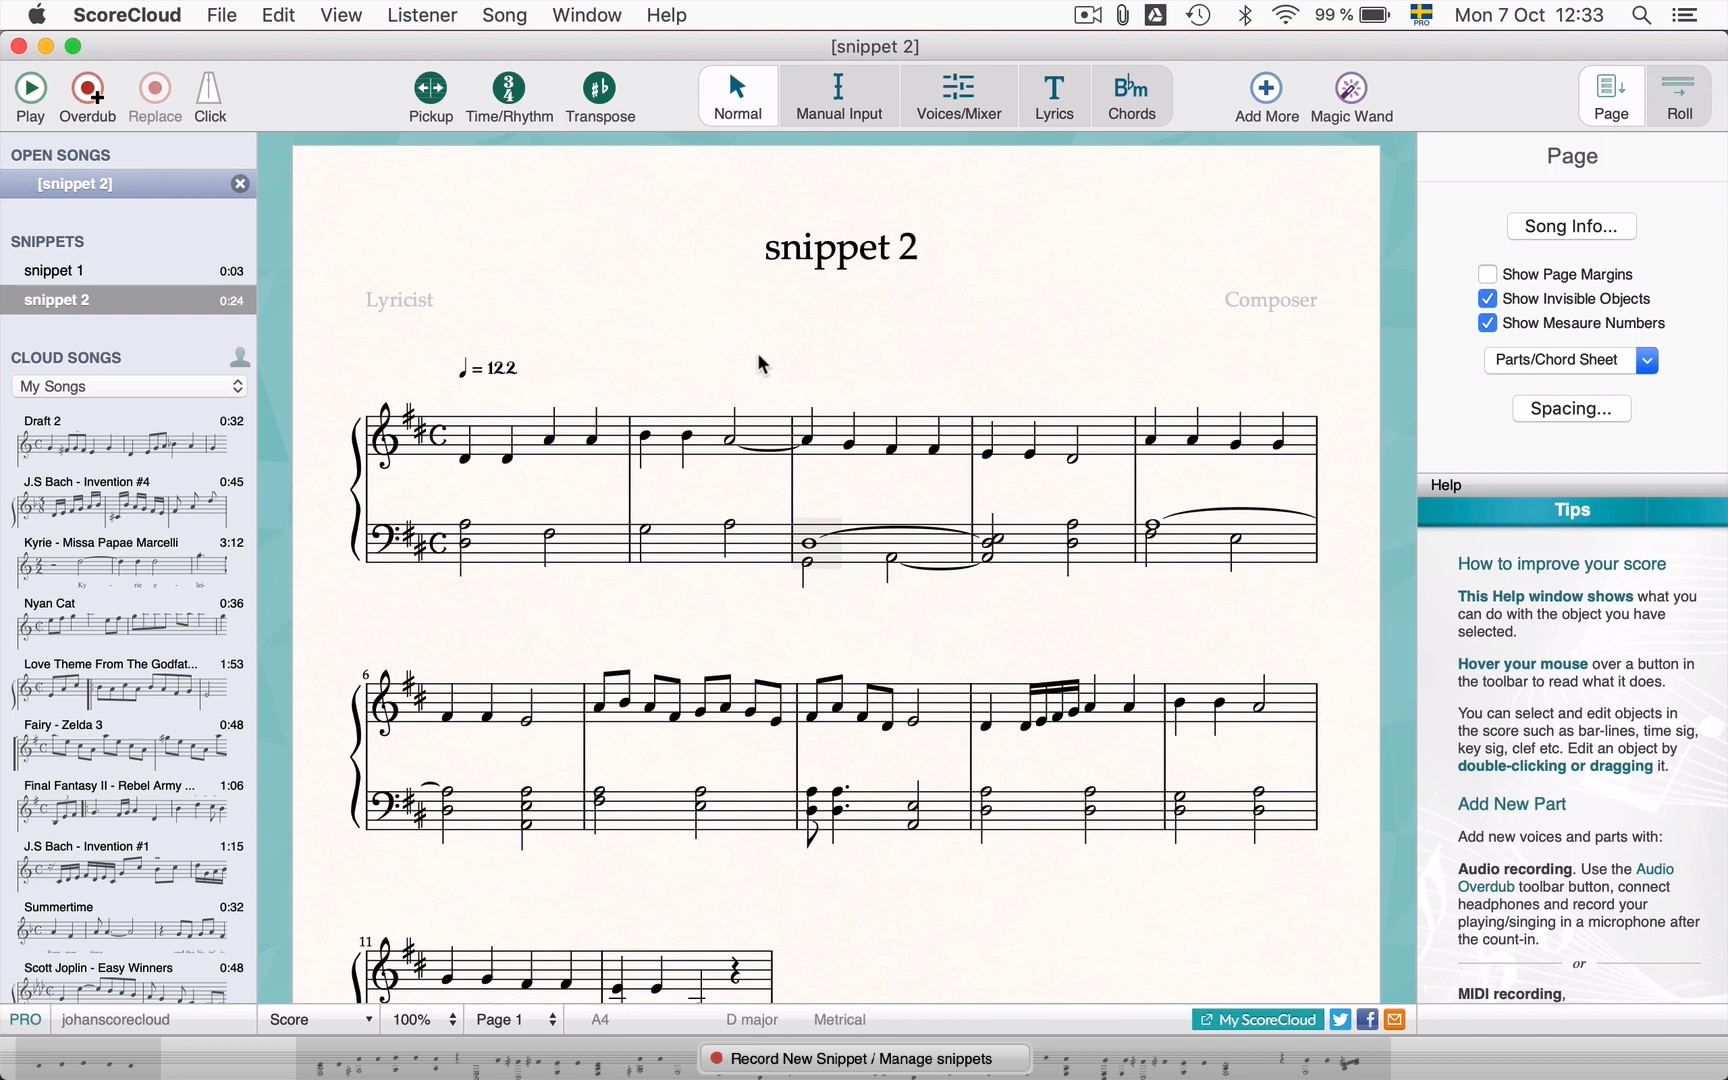 ScoreCloud File Edit View Listener Song Window Help 99 % PRO Mon 7 Oct 12:33
[snippet 2]
Play Overdub Replace Click Pickup Time/Rhythm Transpose Normal Manual Input Voices/Mixer Lyrics Chords Add More Magic Wand Page Roll
OPEN SONGS
[snippet 2]
SNIPPETS
snippet 1 0:03
snippet 2 0:24
CLOUD SONGS
My Songs
Draft 2 0:32
J.S Bach - Invention #4 0:45
Kyrie - Missa Papae Marcelli 3:12
Nyan Cat 0:36
Love Theme From The Godfat... 1:53
Fairy - Zelda 3 0:48
Final Fantasy II - Rebel Army ... 1:06
J.S Bach - Invention #1 1:15
Summertime 0:32
Scott Joplin - Easy Winners 0:48
PRO johanscorecloud
snippet 2
Lyricist Composer
= 122
6
11
Score 100% Page 1 A4 D major Metrical My ScoreCloud
Record New Snippet / Manage snippets
Page
Song Info...
Show Page Margins
Show Invisible Objects
Show Mesaure Numbers
Parts/Chord Sheet
Spacing...
Help
Tips
How to improve your score
This Help window shows what you
can do with the object you have
selected.
Hover your mouse over a button in
the toolbar to read what it does.
You can select and edit objects in
the score such as bar-lines, time sig,
key sig, clef etc. Edit an object by
double-clicking or dragging it.
Add New Part
Add new voices and parts with:
Audio recording. Use the Audio
Overdub toolbar button, connect
headphones and record your
playing/singing in a microphone after
the count-in.
or
MIDI recording,